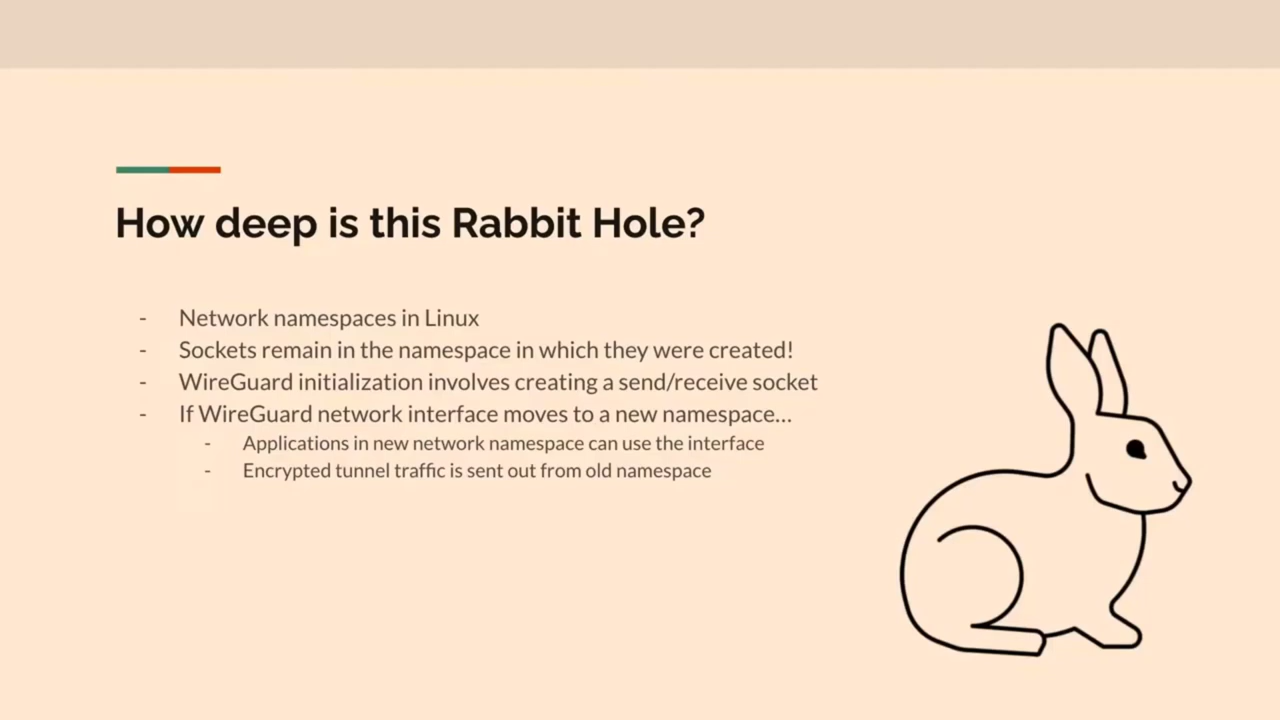 How deep is this Rabbit Hole?
- Network namespaces in Linux
- Sockets remain in the namespace in which they were created!
- WireGuard initialization involves creating a send/receive socket
- If WireGuard network interface moves to a new namespace...
- Applications in new network namespace can use the interface
- Encrypted tunnel traffic is sent out from old namespace